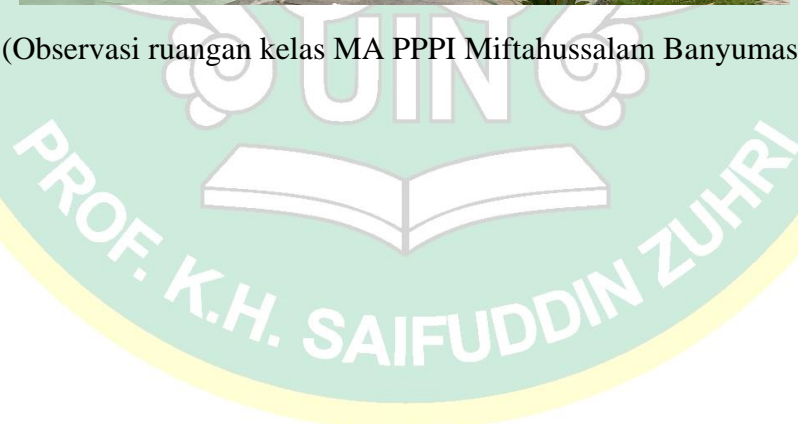 (Observasi ruangan kelas MA PPPI Miftahussalam Banyumas
UIN
PROF. K.H. SAIFUDDIN ZUHRI